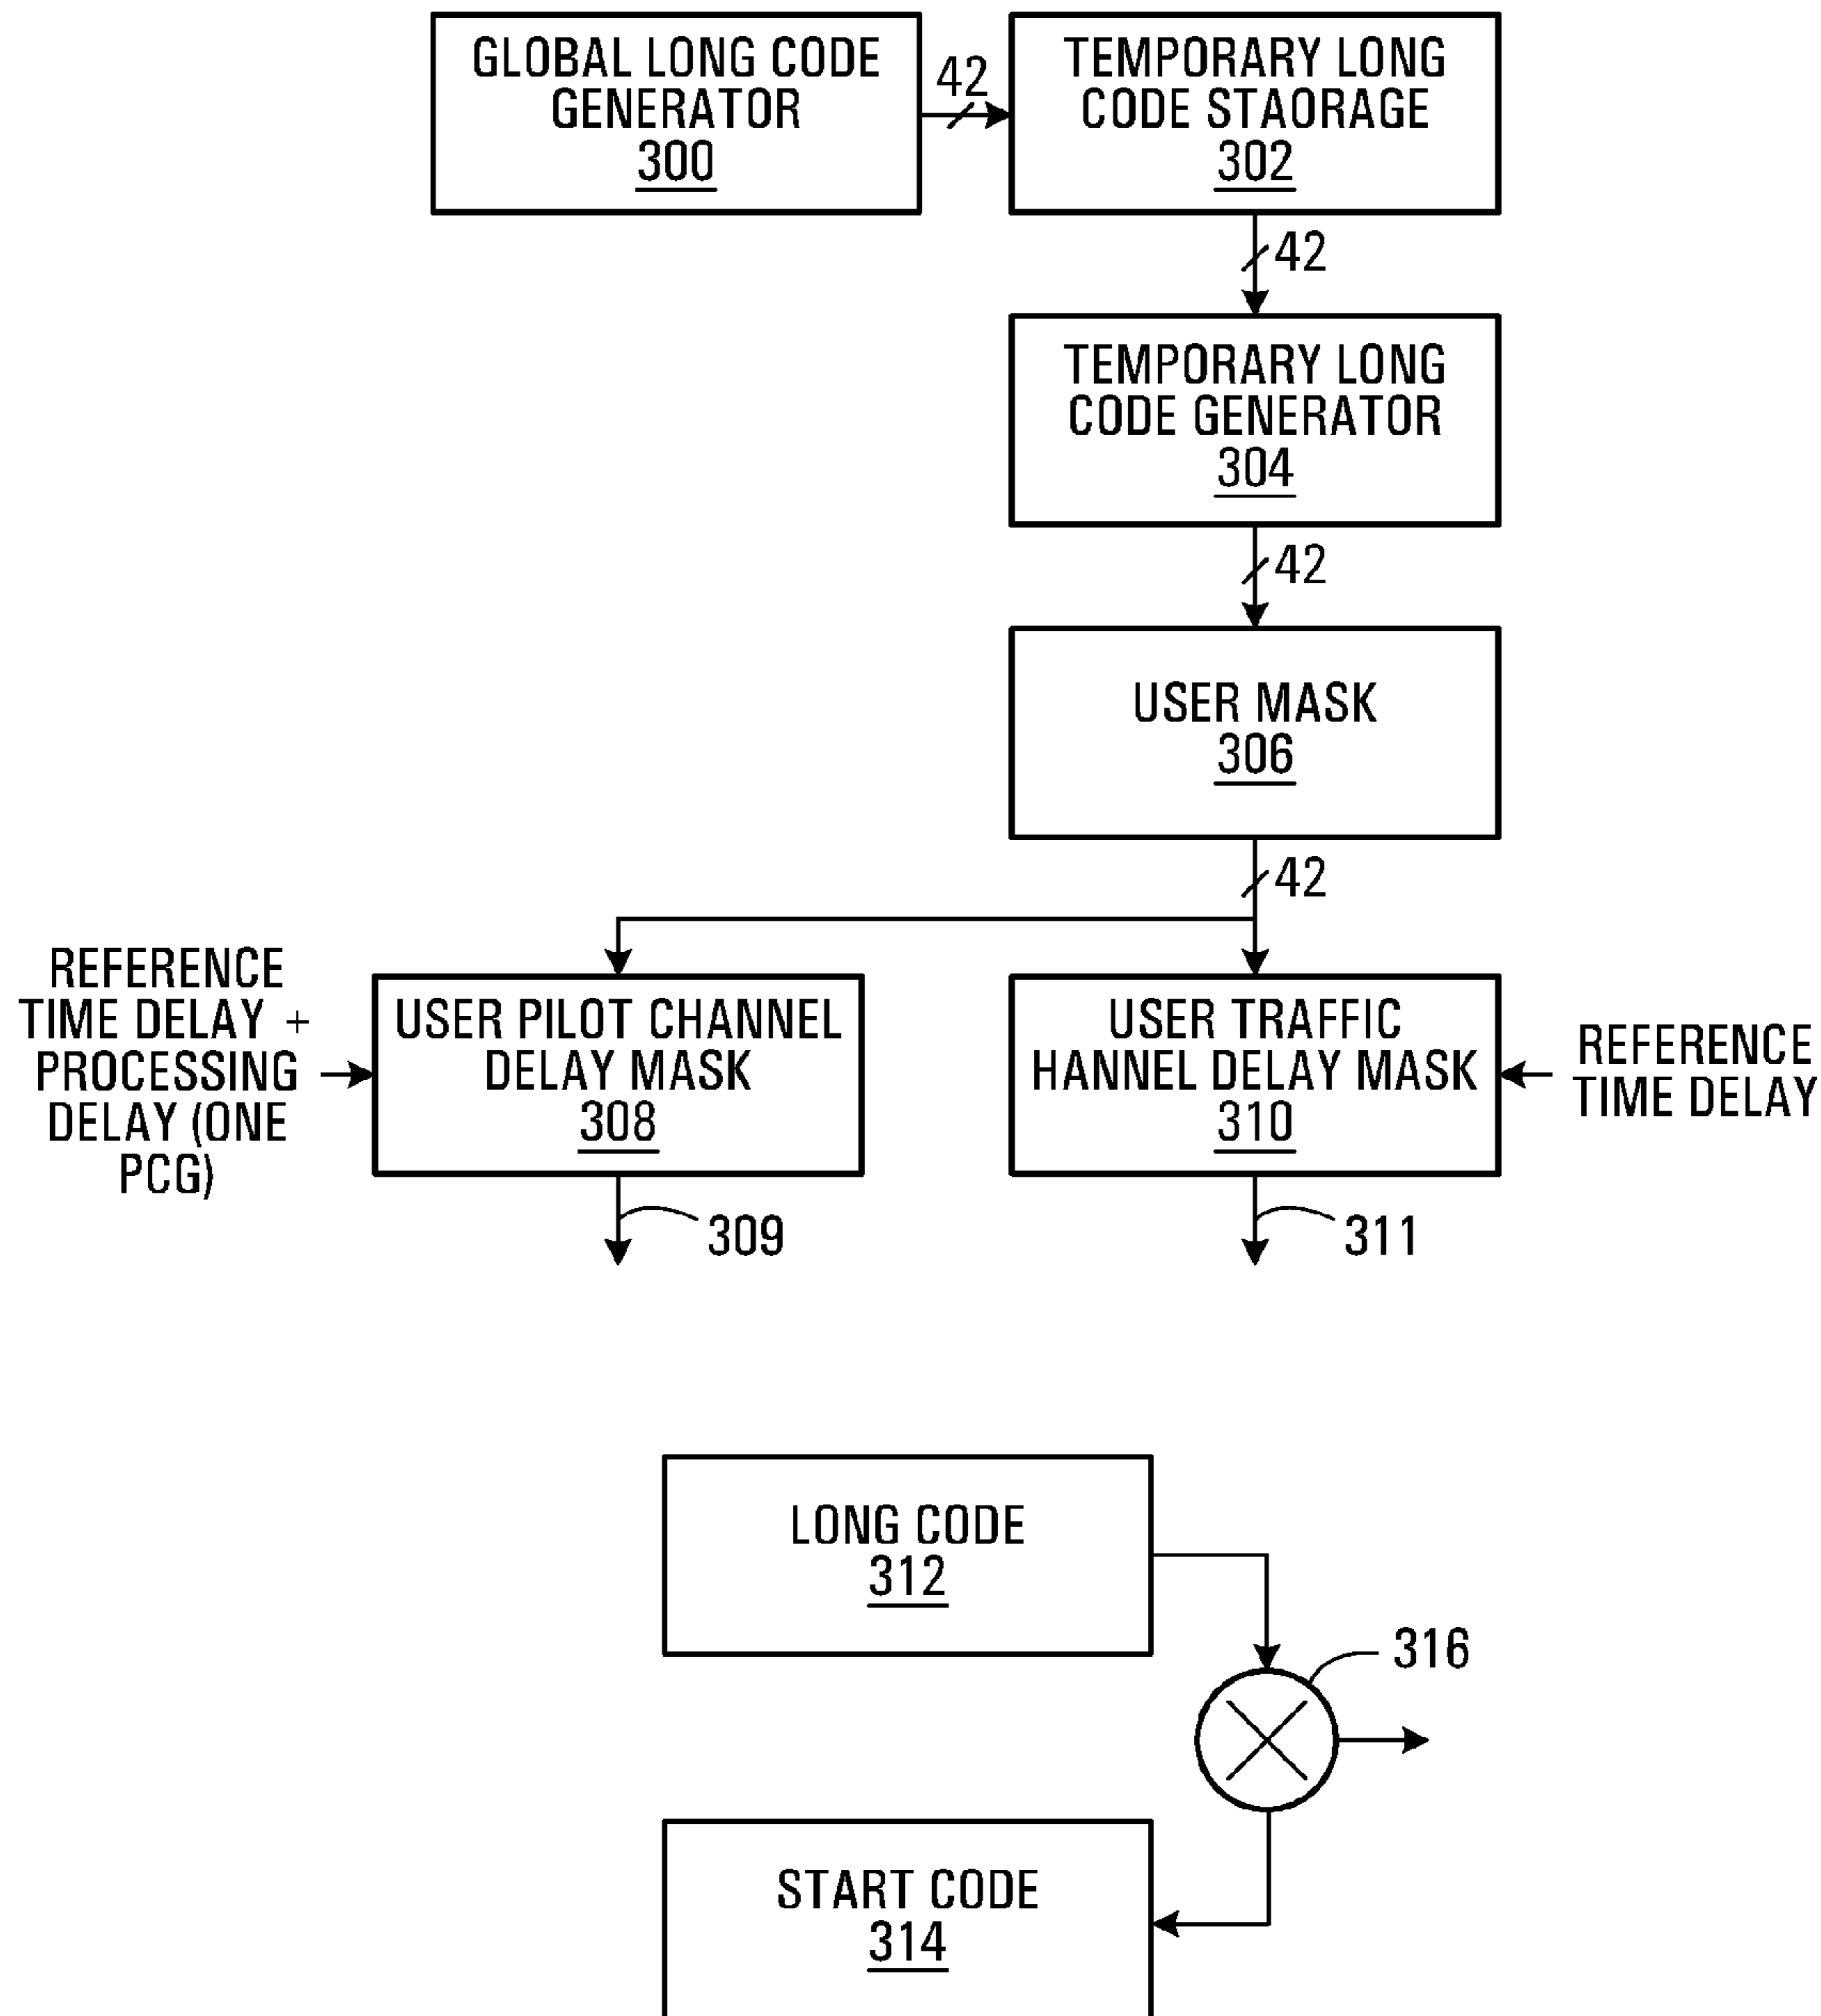 GLOBAL LONG CODE
GENERATOR
300
42
TEMPORARY LONG
CODE STAORAGE
302
42
TEMPORARY LONG
CODE GENERATOR
304
42
USER MASK
306
42
REFERENCE
TIME DELAY +
PROCESSING
DELAY (ONE
PCG)
USER PILOT CHANNEL
DELAY MASK
308
USER TRAFFIC
HANNEL DELAY MASK
310
REFERENCE
TIME DELAY
309
311
LONG CODE
312
316
START CODE
314